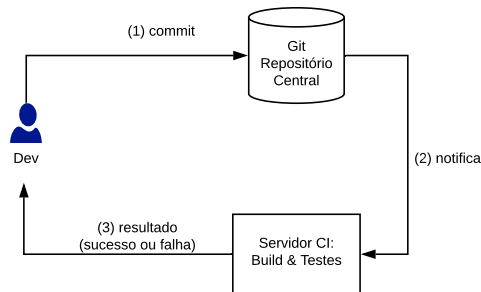 (1) commit
Git
Repositório
Central
Dev
(2) notifica
(3) resultado
(sucesso ou falha)
Servidor CI:
Build & Testes